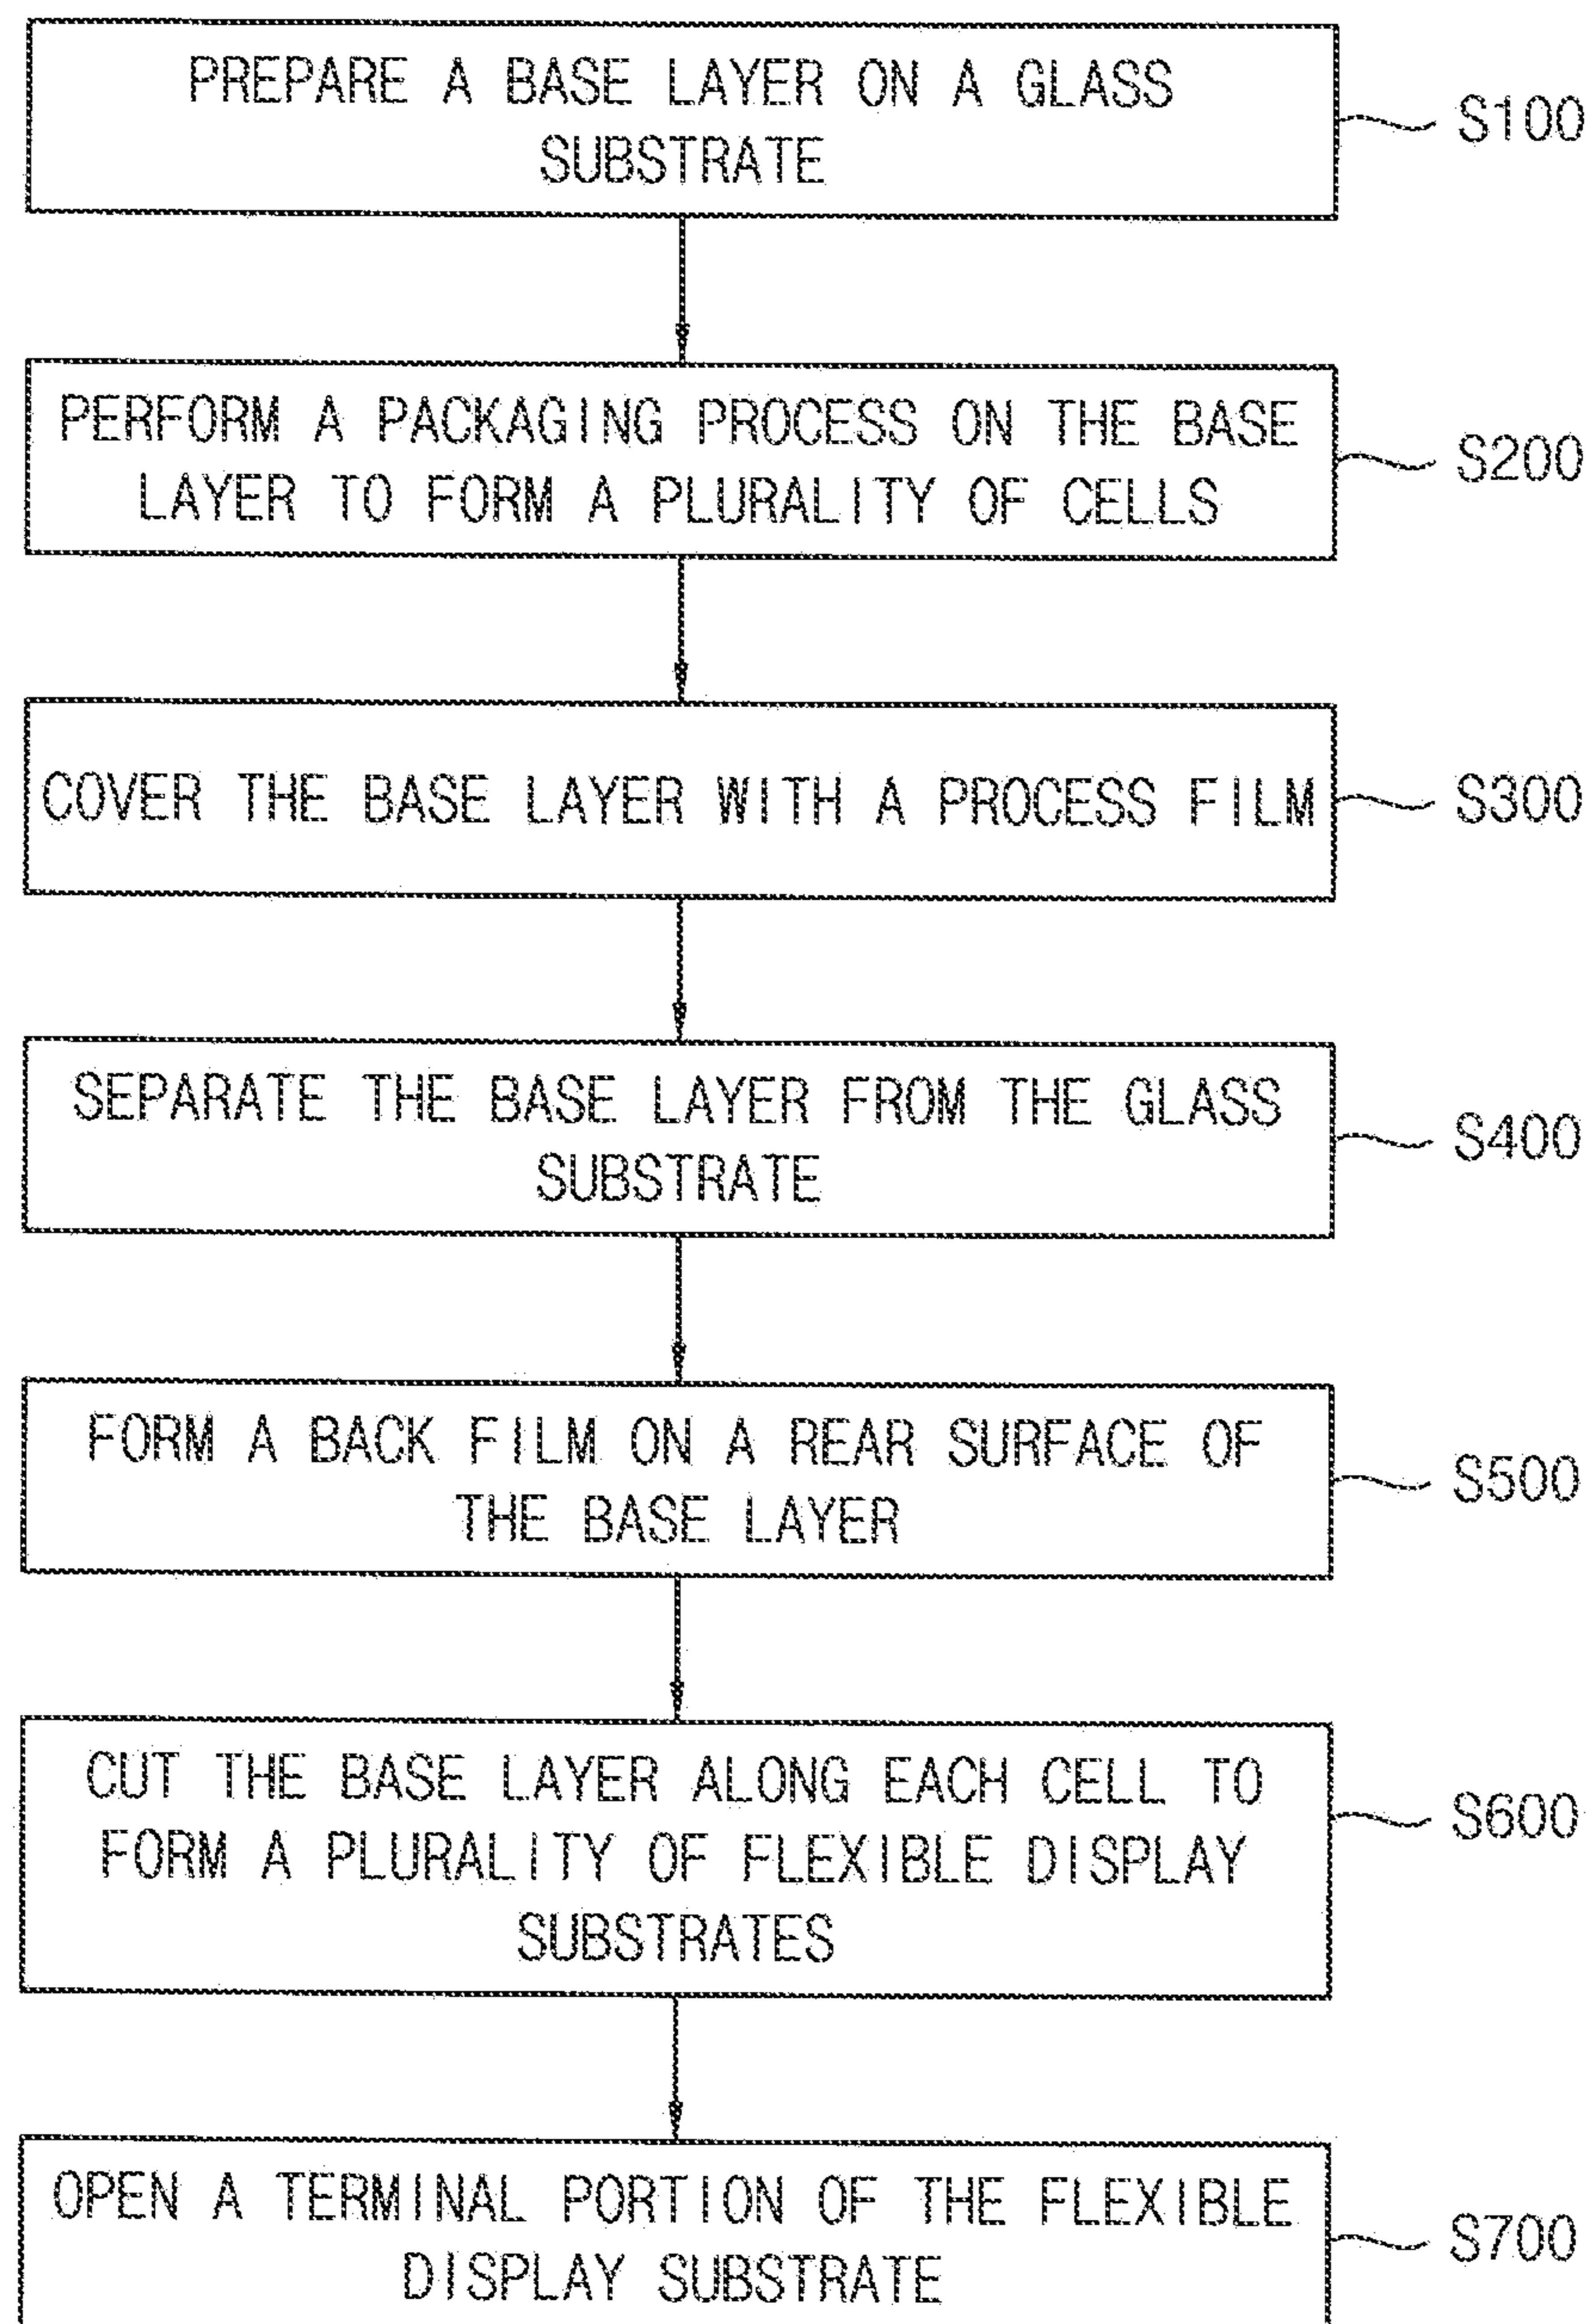 PREPARE A BASE LAYER ON A GLASS
SUBSTRATE
S100
PERFORM A PACKAGING PROCESS ON THE BASE
LAYER TO FORM A PLURALITY OF CELLS
S200
COVER THE BASE LAYER WITH A PROCESS FILM
S300
SEPARATE THE BASE LAYER FROM THE GLASS
SUBSTRATE
S400
FORM A BACK FILM ON A REAR SURFACE OF
THE BASE LAYER
S500
CUT THE BASE LAYER ALONG EACH CELL TO
FORM A PLURALITY OF FLEXIBLE DISPLAY
SUBSTRATES
S600
OPEN A TERMINAL PORTION OF THE FLEXIBLE
DISPLAY SUBSTRATE
S700